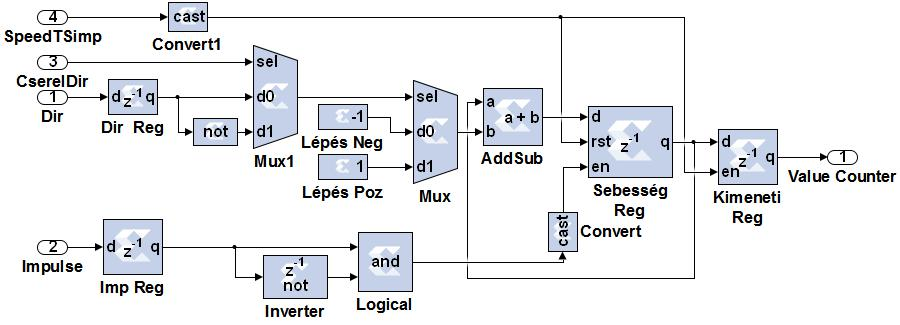 4
cast
SpeedTSimp
Convert1
3
sel
CserelDir
1
d z-1 q
d0
sel
a
Dir
Dir Reg
not
d1
-1
d0
a + b
b
d
Lépés Neg
rst z-1 q
d
z-1 q
1
Mux1
1
d1
AddSub
en
en
Value Counter
Lépés Poz
Mux
Sebesség
Reg
Kimeneti
Reg
cast
Convert
2
d z-1 q
and
Impulse
z-1
not
Imp Reg
Inverter
Logical